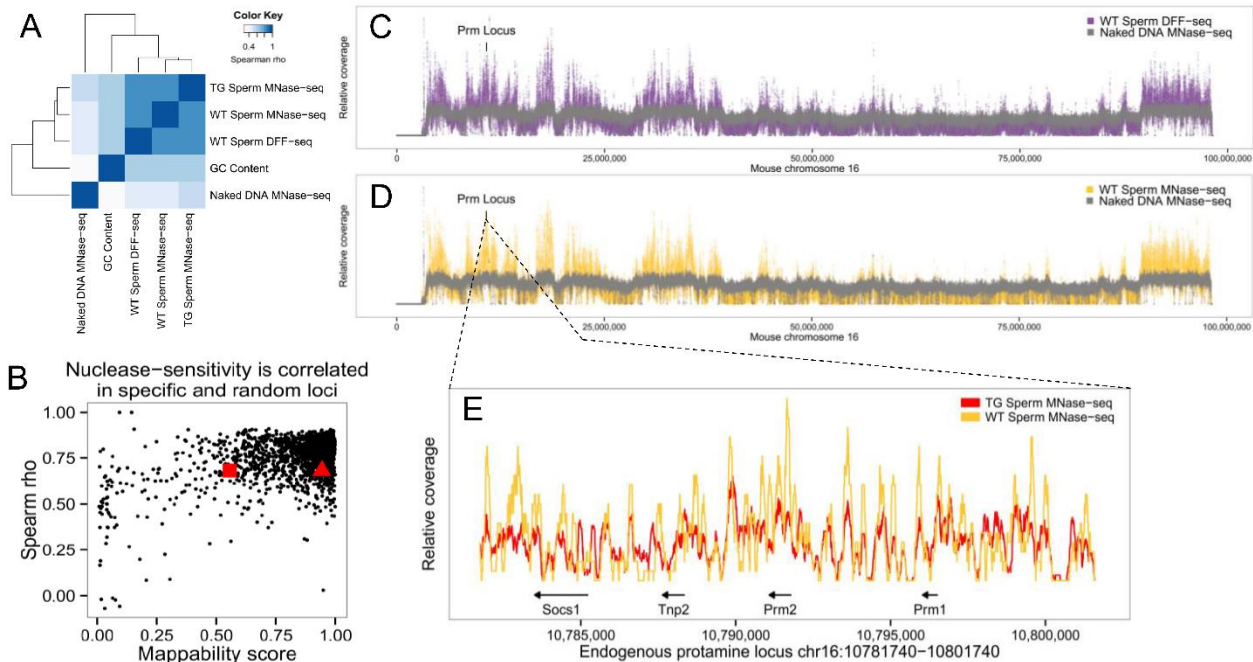 A
Color Key
0.4 1
Spearman rho
TG Sperm MNase-seq
WT Sperm MNase-seq
WT Sperm DFF-seq
GC Content
Naked DNA MNase-seq
Naked DNA MNase-seq
GC Content
WT Sperm DFF-seq
WT Sperm MNase-seq
TG Sperm MNase-seq
B
Nuclease-sensitivity is correlated
in specific and random loci
Spearm rho
1.00
0.75
0.50
0.25
0.00
0.00 0.25 0.50 0.75 1.00
Mappability score
C
Relative coverage
Prm Locus
WT Sperm DFF-seq
Naked DNA MNase-seq
0 25,000,000 50,000,000 75,000,000 100,000,000
Mouse chromosome 16
D
Relative coverage
Prm Locus
WT Sperm MNase-seq
Naked DNA MNase-seq
0 25,000,000 50,000,000 75,000,000 100,000,000
Mouse chromosome 16
E
Relative coverage
TG Sperm MNase-seq
WT Sperm MNase-seq
Socs1 Tnp2 Prm2 Prm1
10,785,000 10,790,000 10,795,000 10,800,000
Endogenous protamine locus chr16:10781740-10801740